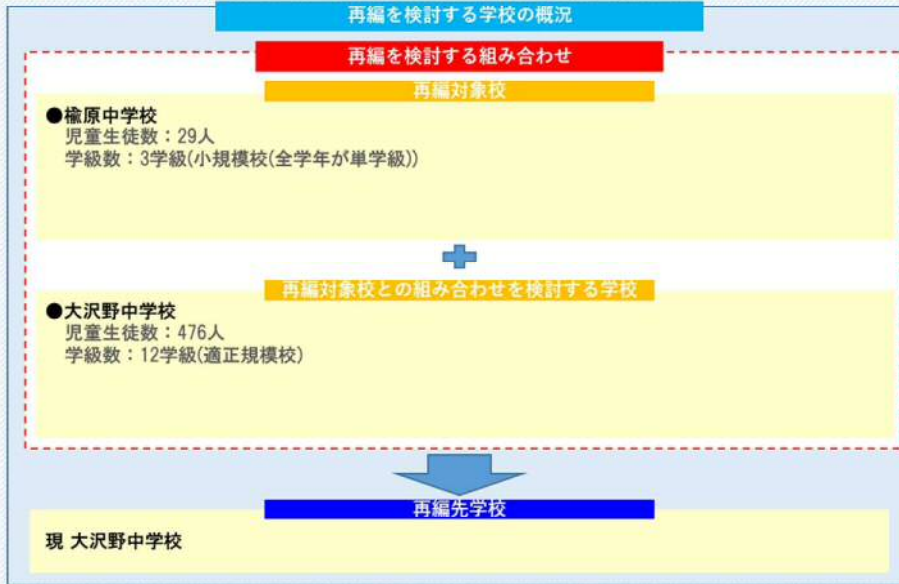 再編を検討する学校の概況
再編を検討する組み合わせ
再編対象校
●楡原中学校
児童生徒数：29人
学級数：3学級(小規模校(全学年が単学級))
再編対象校との組み合わせを検討する学校
●大沢野中学校
児童生徒数：476人
学級数：12学級(適正規模校)
再編先学校
現 大沢野中学校